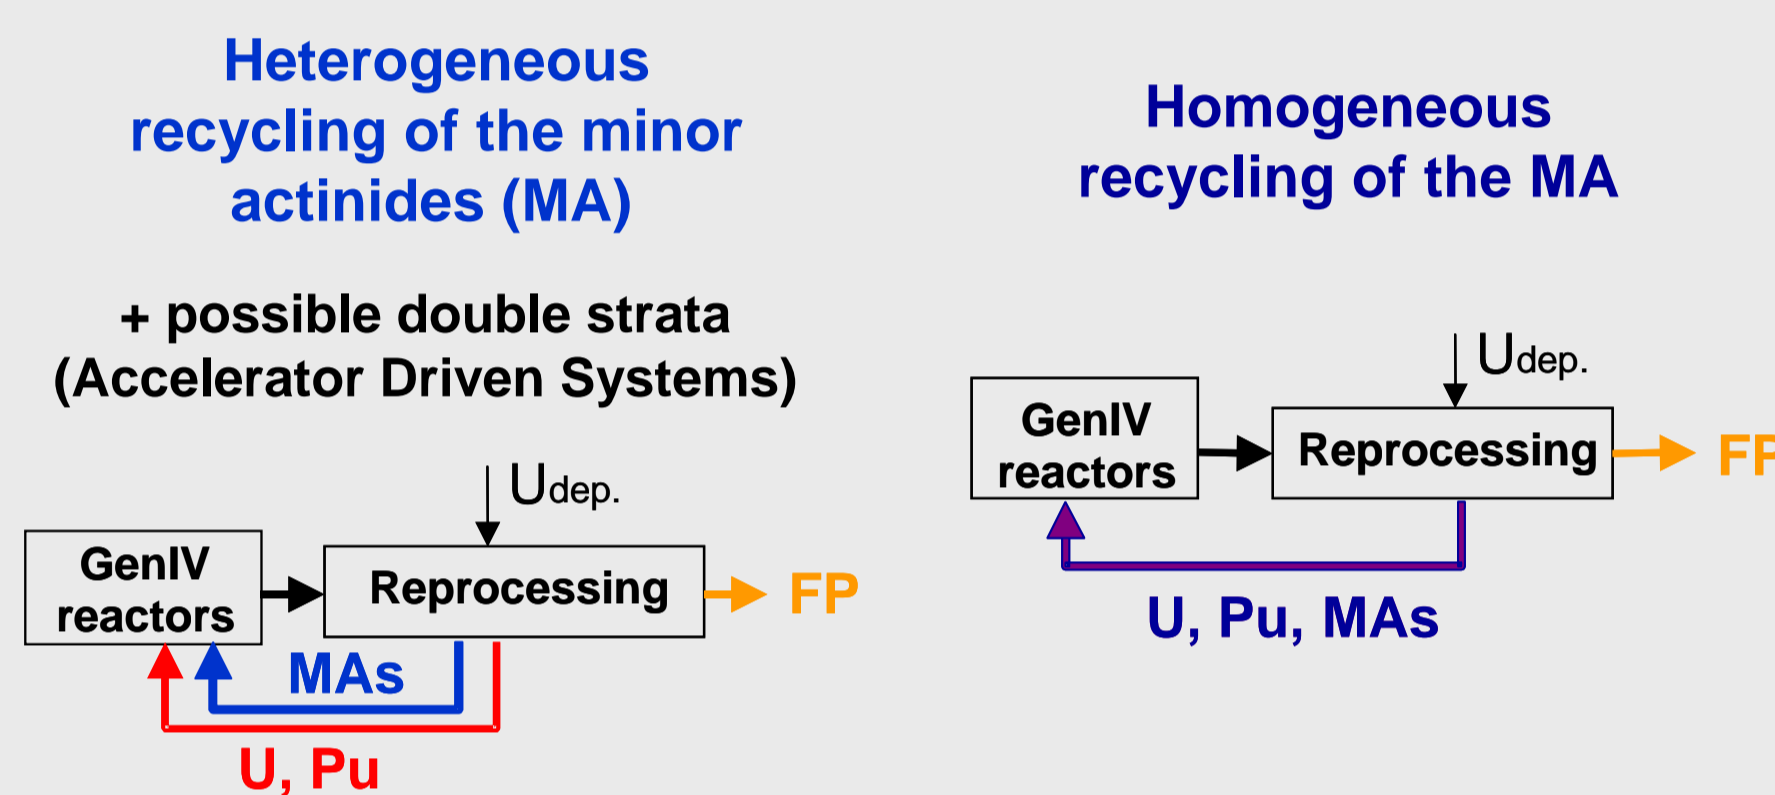 Heterogeneous
recycling of the minor
actinides (MA)
+ possible double strata
(Accelerator Driven Systems)
Udep.
GenIV
reactors
Reprocessing
FP
MAs
U, Pu
Homogeneous
recycling of the MA
Udep.
GenIV
reactors
Reprocessing
FP
U, Pu, MAs